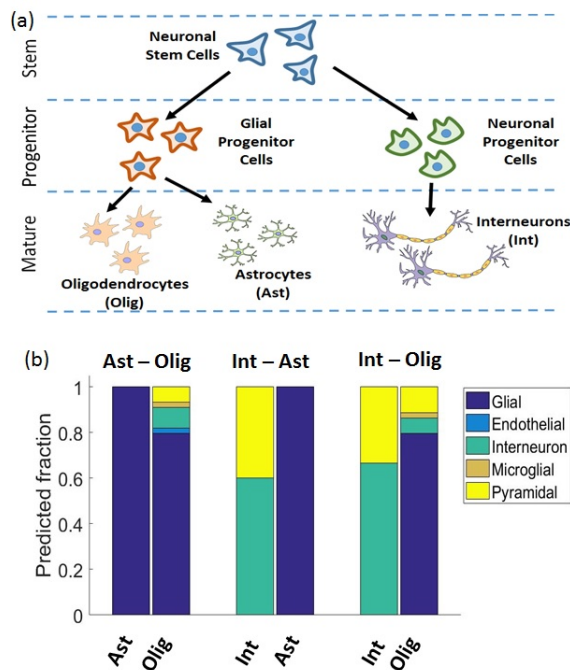 (a)
Neuronal
Stem Cells
Stem
Glial
Progenitor
Cells
Neuronal
Progenitor
Cells
Progenitor
Oligodendrocytes
(Olig)
Astrocytes
(Ast)
Interneurons
(Int)
Mature
(b)
Ast – Olig
Int – Ast
Int – Olig
Predicted fraction
1
0.8
0.6
0.4
0.2
0
Ast
Olig
Int
Ast
Int
Olig
Glial
Endothelial
Interneuron
Microglial
Pyramidal